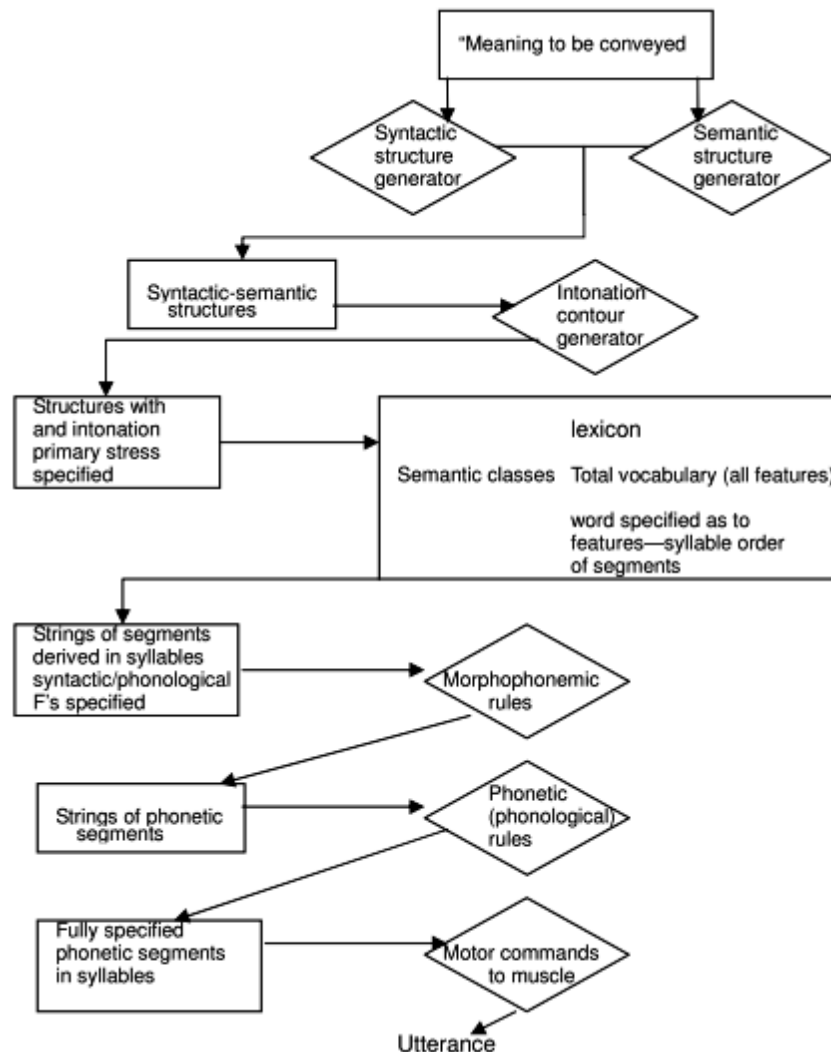 “Meaning to be conveyed
Syntactic
structure
generator
Semantic
structure
generator
Syntactic-semantic
structures
Intonation
contour
generator
Structures with
and intonation
primary stress
specified
lexicon
Semantic classes Total vocabulary (all features)
word specified as to
features—syllable order
of segments
Strings of segments
derived in syllables
syntactic/phonological
F's specified
Morphophonemic
rules
Strings of phonetic
segments
Phonetic
(phonological)
rules
Fully specified
phonetic segments
in syllables
Motor commands
to muscle
Utterance